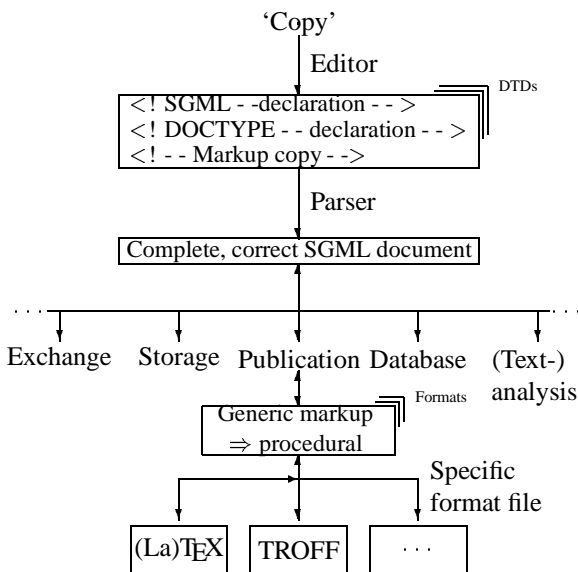 ‘Copy’
Editor
DTDs
<! SGML - -declaration - - >
<! DOCTYPE - - declaration - - >
<! - - Markup copy - ->
Parser
Complete, correct SGML document
· · · · · · · ·
Exchange Storage Publication Database (Text-)
analysis
Formats
Generic markup
⇒ procedural
Specific
format file
(La)TEX TROFF · · ·